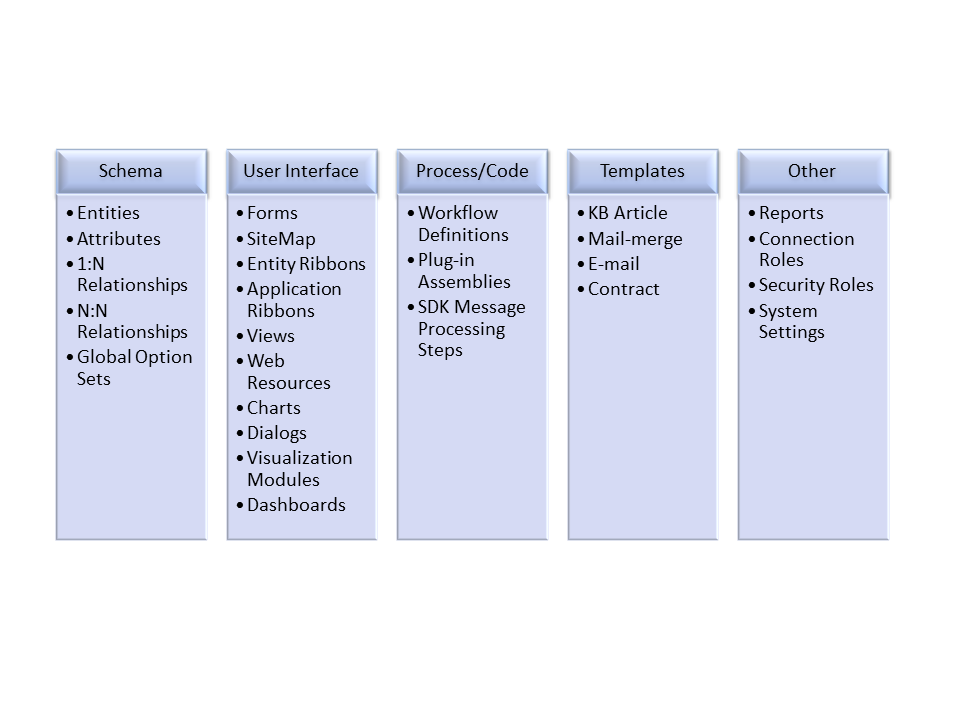 Schema
• Entities
• Attributes
• 1:N
Relationships
• N:N
Relationships
• Global Option
Sets
User Interface
• Forms
• SiteMap
• Entity Ribbons
• Application
Ribbons
• Views
• Web
Resources
• Charts
• Dialogs
• Visualization
Modules
• Dashboards
Process/Code
• Workflow
Definitions
• Plug-in
Assemblies
• SDK Message
Processing
Steps
Templates
• KB Article
• Mail-merge
• E-mail
• Contract
Other
• Reports
• Connection
Roles
• Security Roles
• System
Settings